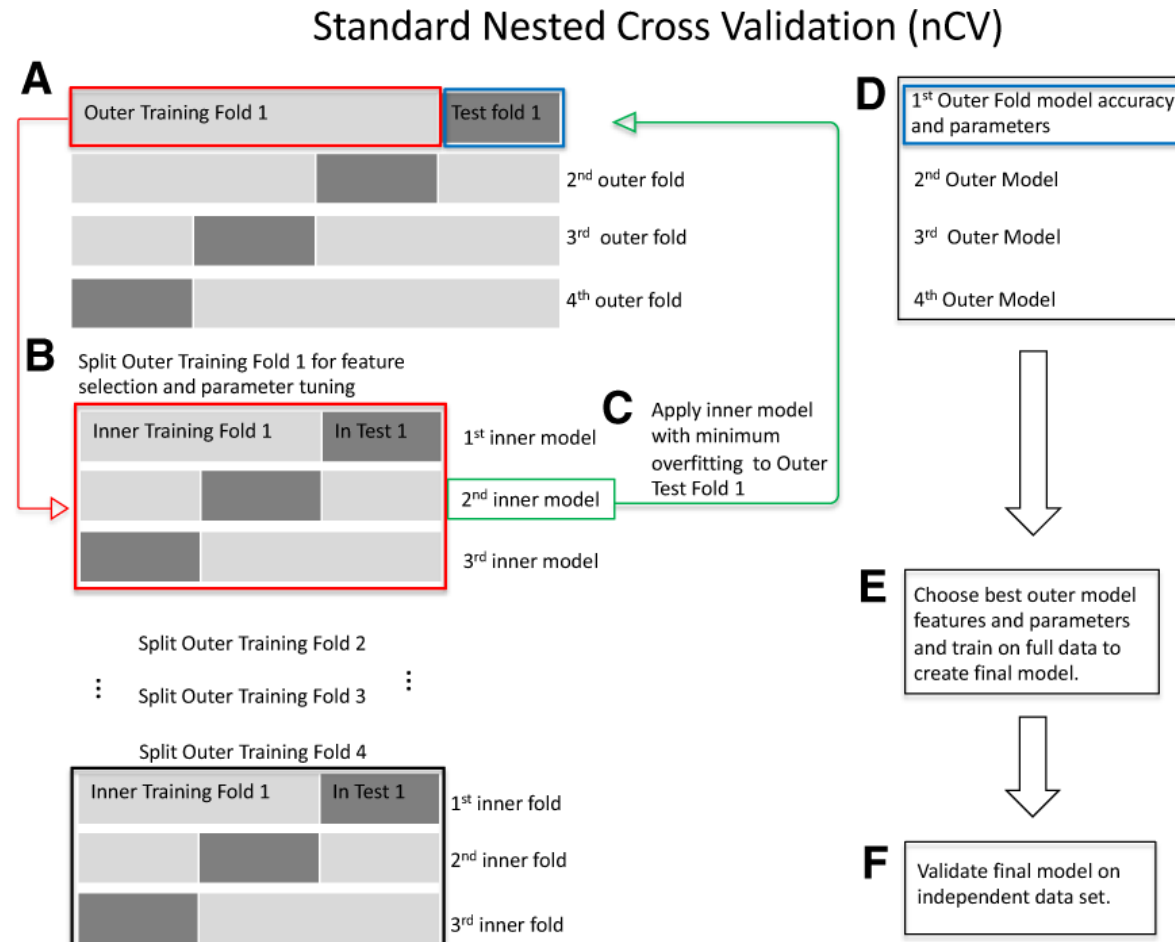 Standard Nested Cross Validation (nCV)
A
Outer Training Fold 1
Test fold 1
2nd outer fold
3rd outer fold
4th outer fold
B
Split Outer Training Fold 1 for feature
selection and parameter tuning
Inner Training Fold 1
In Test 1
1st inner model
2nd inner model
3rd inner model
C
Apply inner model
with minimum
overfitting to Outer
Test Fold 1
Split Outer Training Fold 2
Split Outer Training Fold 3
Split Outer Training Fold 4
Inner Training Fold 1
In Test 1
1st inner fold
2nd inner fold
3rd inner fold
D
1st Outer Fold model accuracy
and parameters
2nd Outer Model
3rd Outer Model
4th Outer Model
E
Choose best outer model
features and parameters
and train on full data to
create final model.
F
Validate final model on
independent data set.